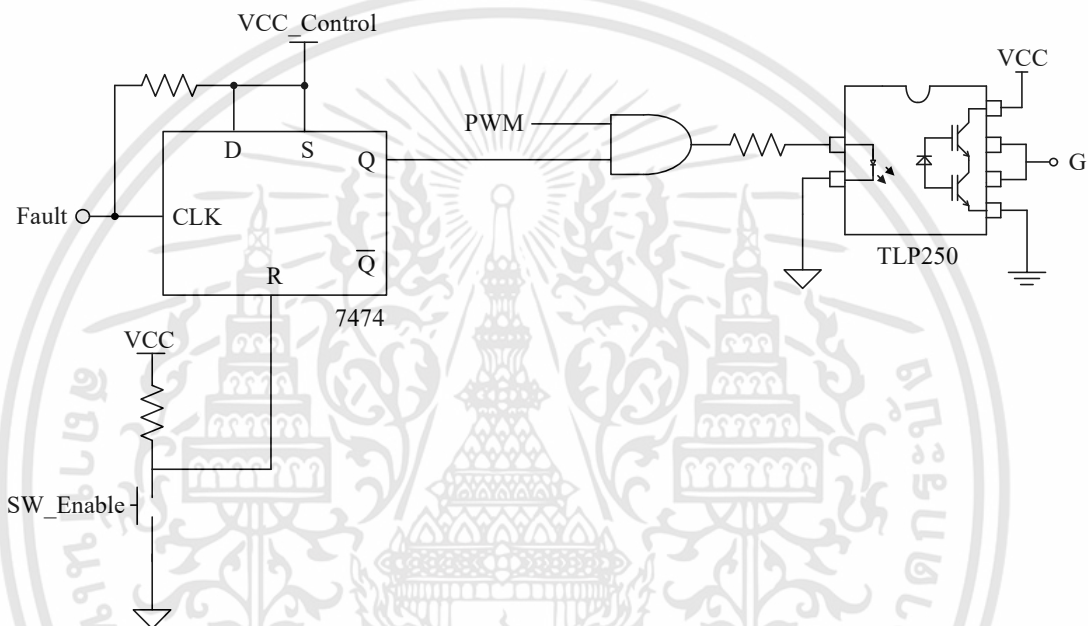 VCC_Control
VCC
PWM
D
S
Q
G
Fault
CLK
Q
TLP250
R
7474
VCC
SW_Enable